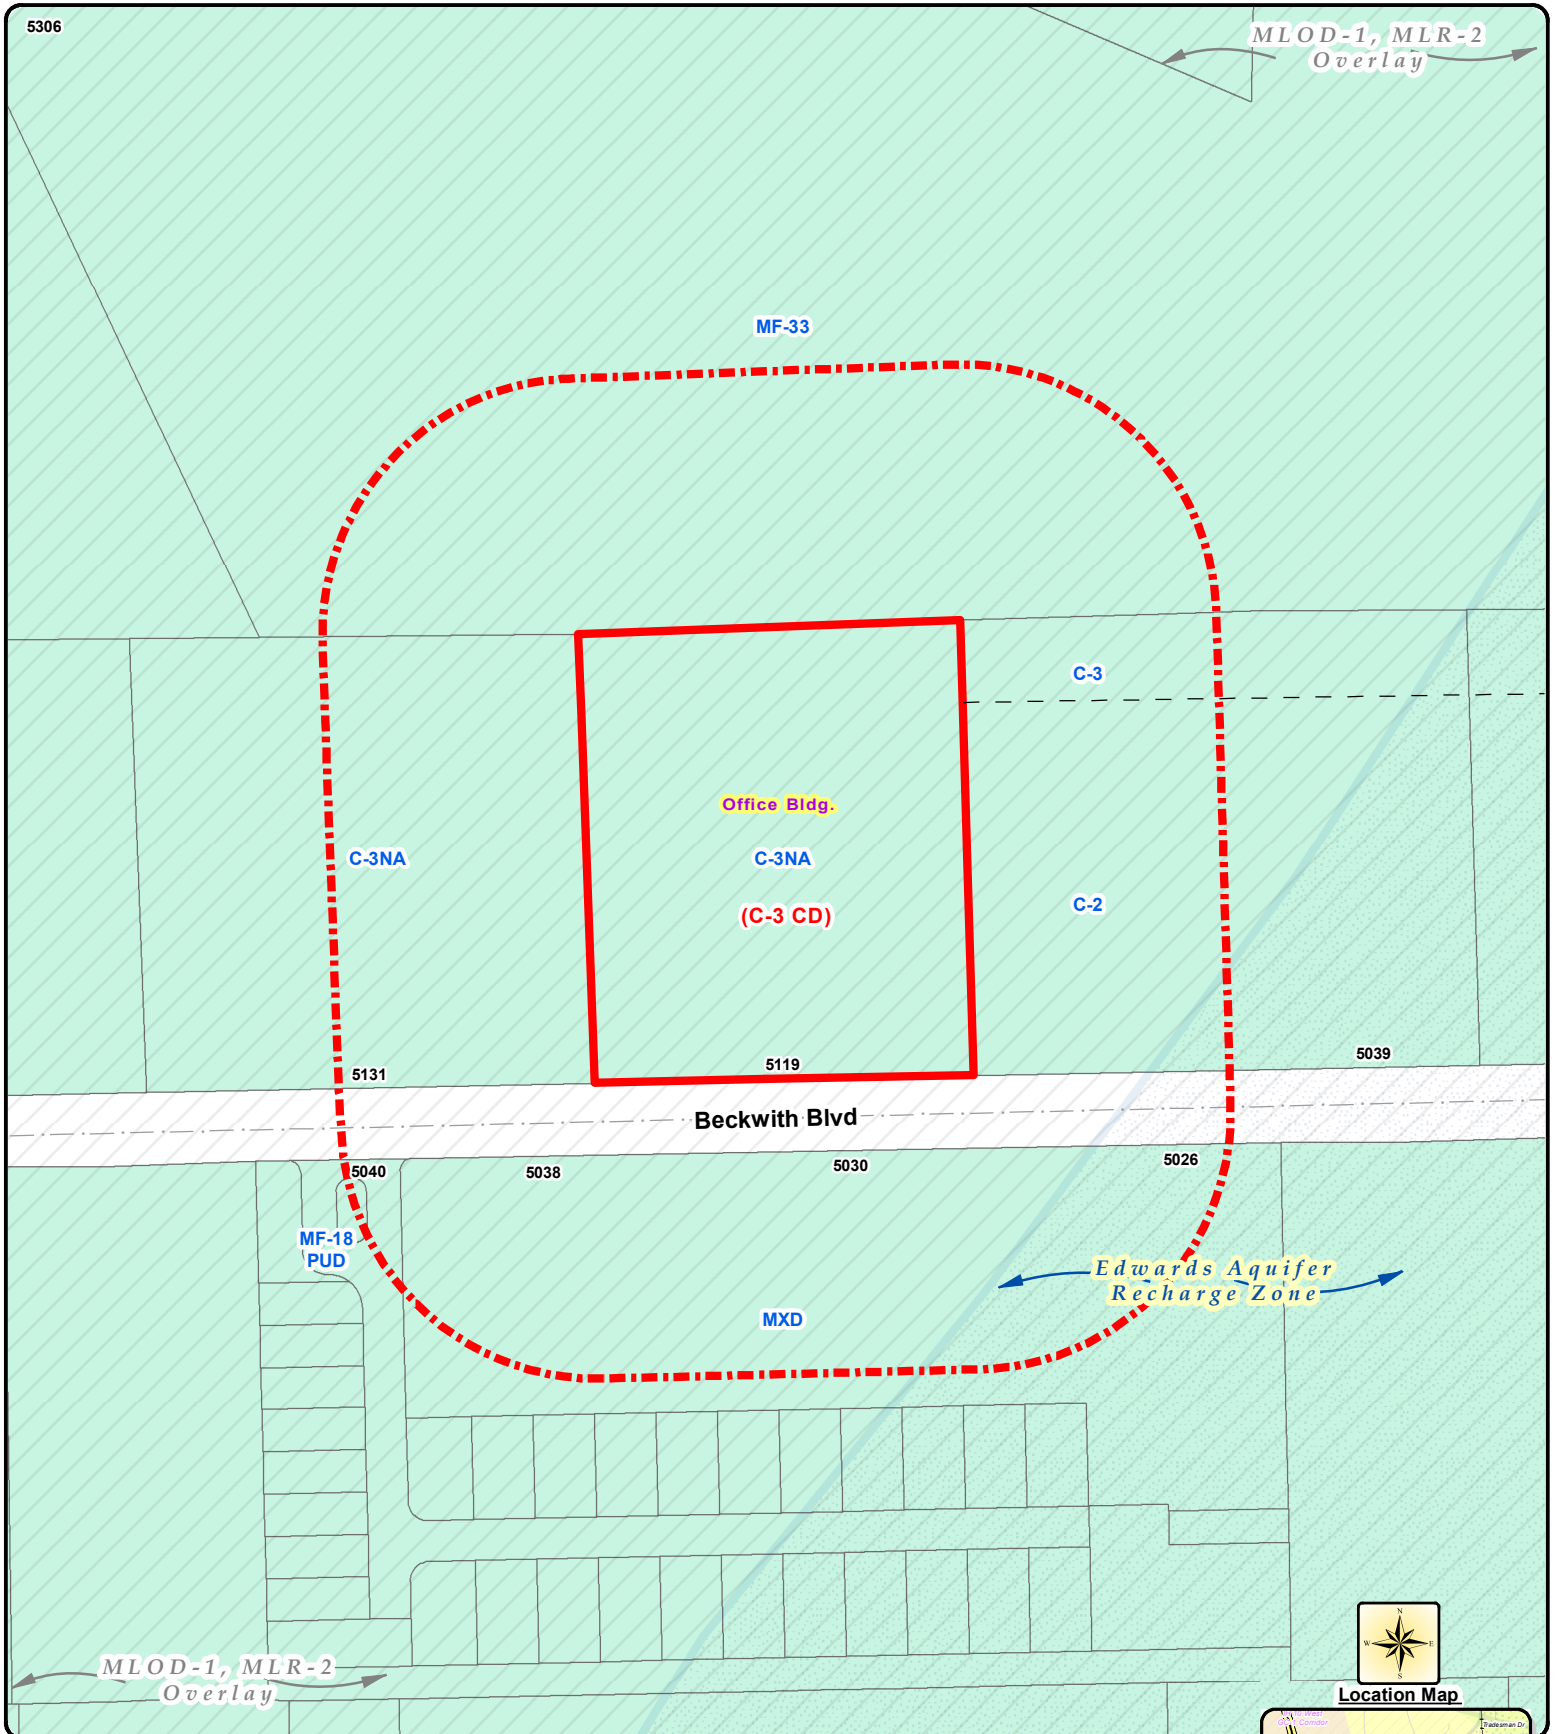 5306
MLOD-1, MLR-2
Overlay
MF-33
C-3
Office Bldg.
C-3NA
C-3NA
(C-3 CD)
C-2
5131
5119
5039
Beckwith Blvd
5040
5038
5030
5026
MF-18
PUD
Edwards Aquifer
Recharge Zone
MXD
N
W
E
S
MLOD-1, MLR-2
Overlay
Location Map
Tradesman Dr